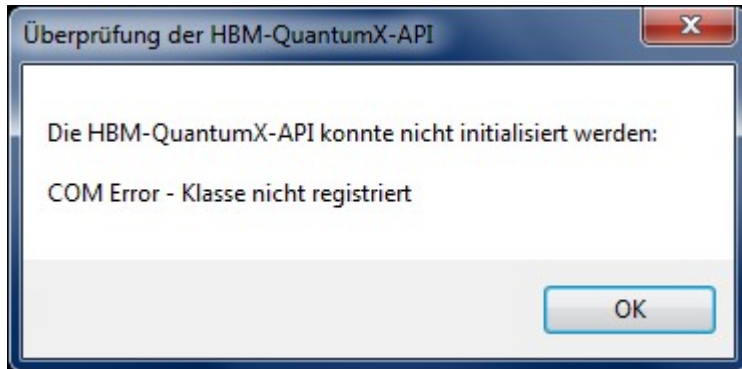 Überprüfung der HBM-QuantumX-API
Die HBM-QuantumX-API konnte nicht initialisiert werden:
COM Error - Klasse nicht registriert
OK